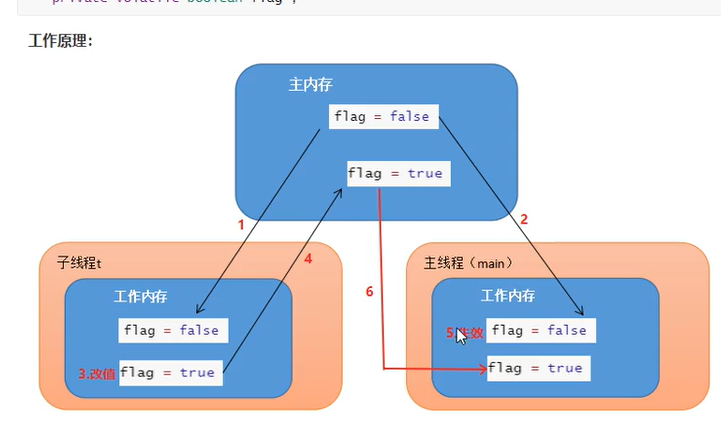 private volatile boolean flag ;
工作原理：
主内存
flag = false
flag = true
1
2
4
6
子线程t
工作内存
flag = false
3.改值
flag = true
主线程（main）
工作内存
5.失效
flag = false
flag = true